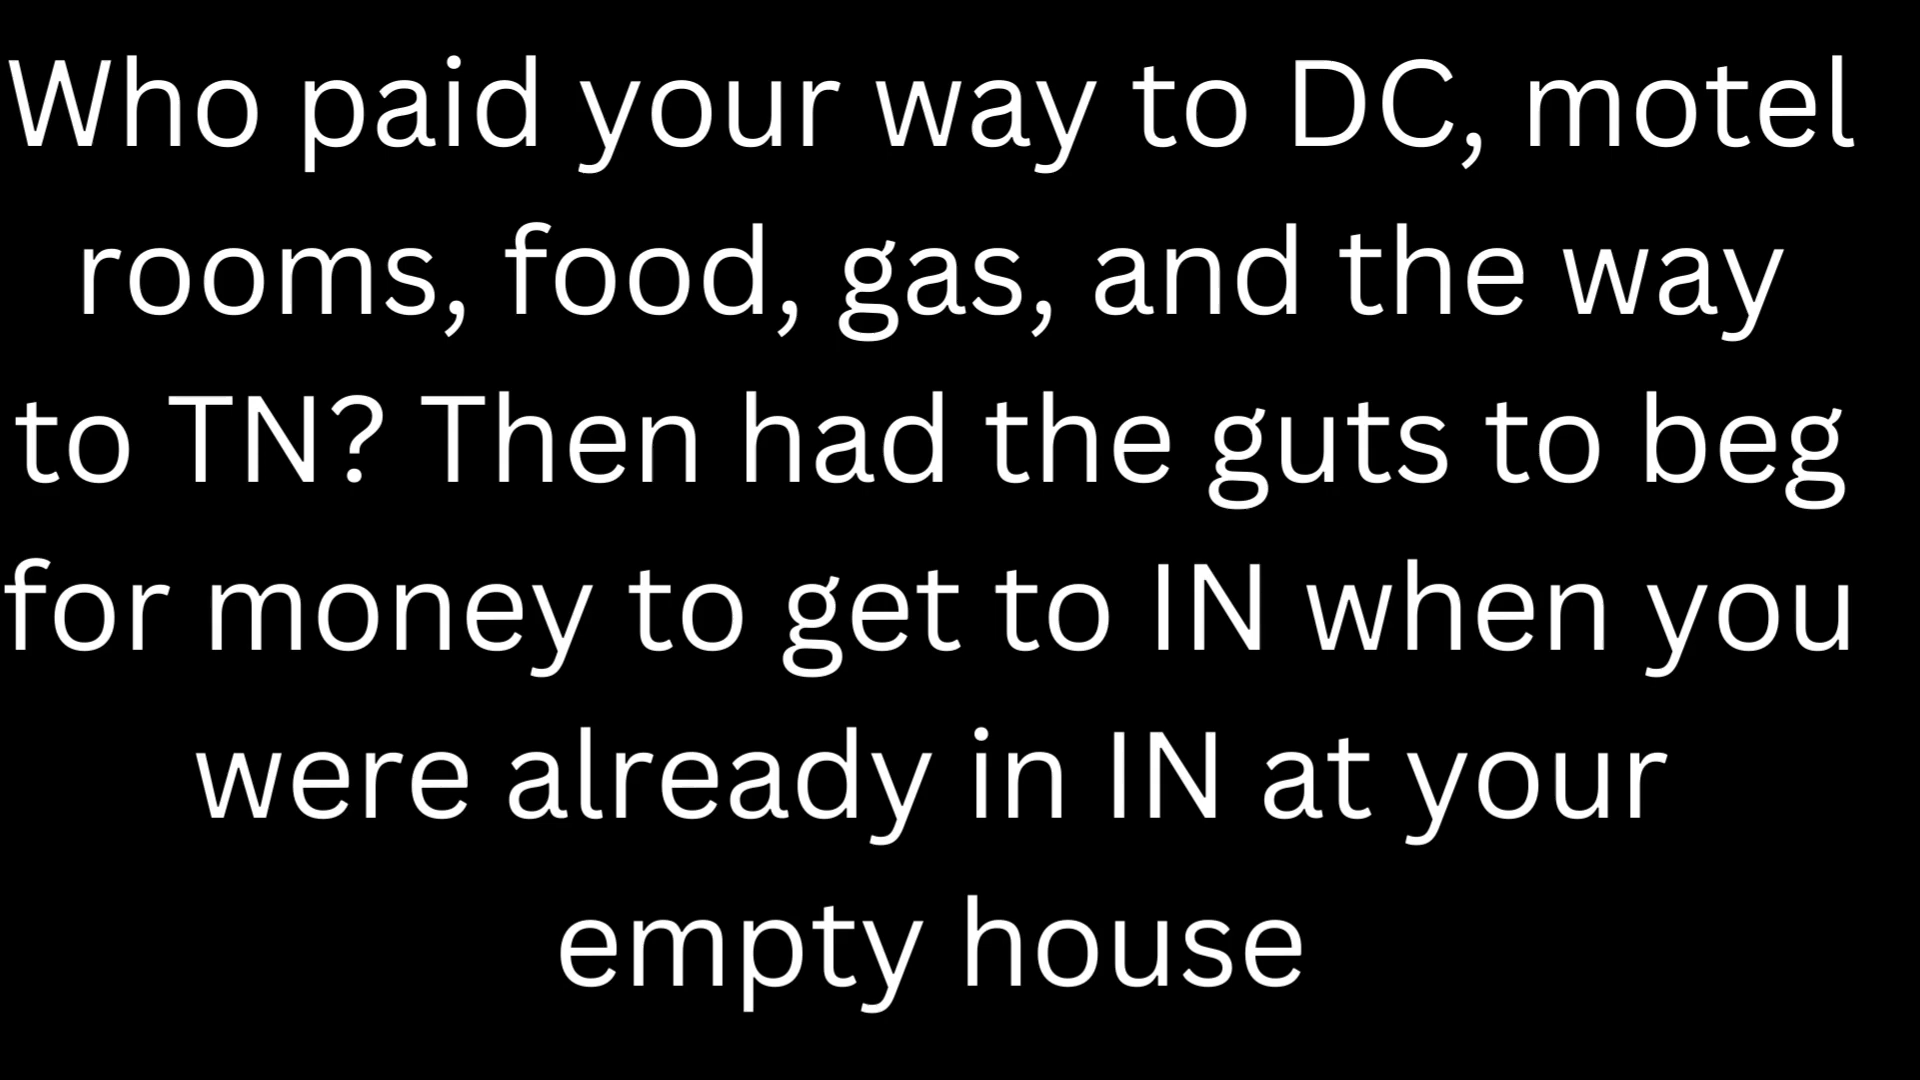 Who paid your way to DC, motel
rooms, food, gas, and the way
to TN? Then had the guts to beg
for money to get to IN when you
were already in IN at your
empty house